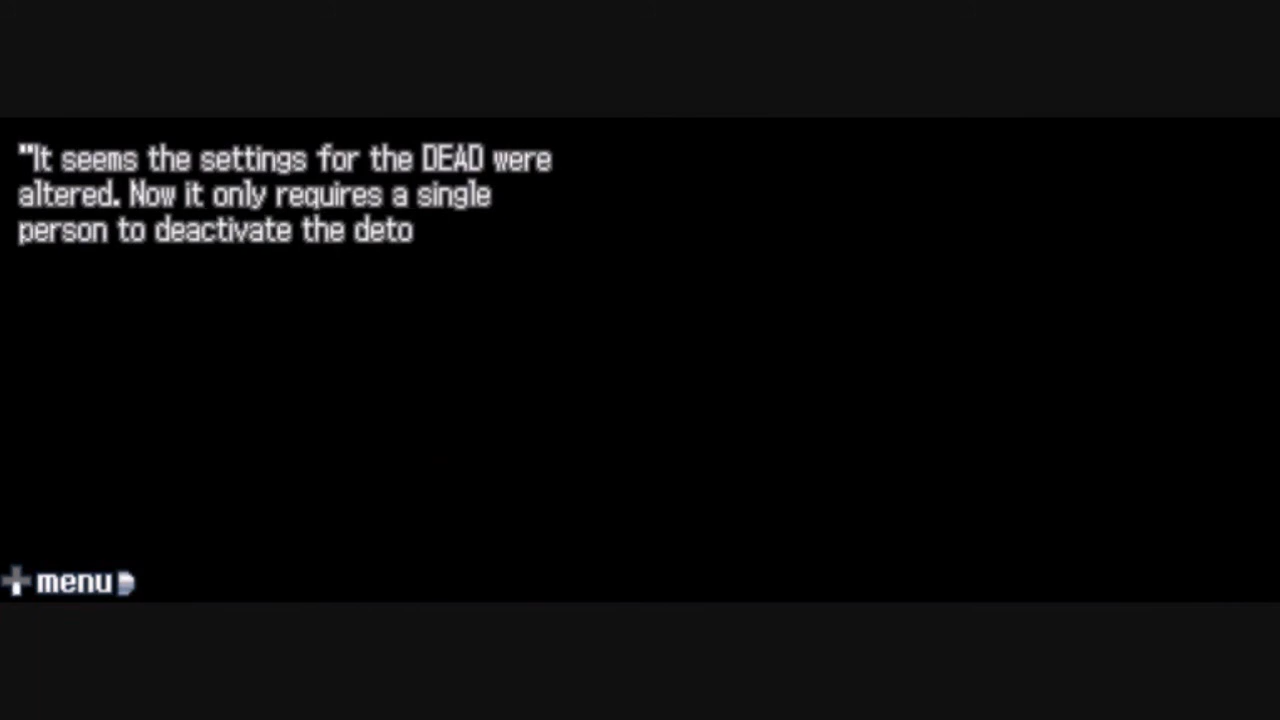 "It seems the settings for the DEAD were
altered. Now it only requires a single
person to deactivate the deto
menu